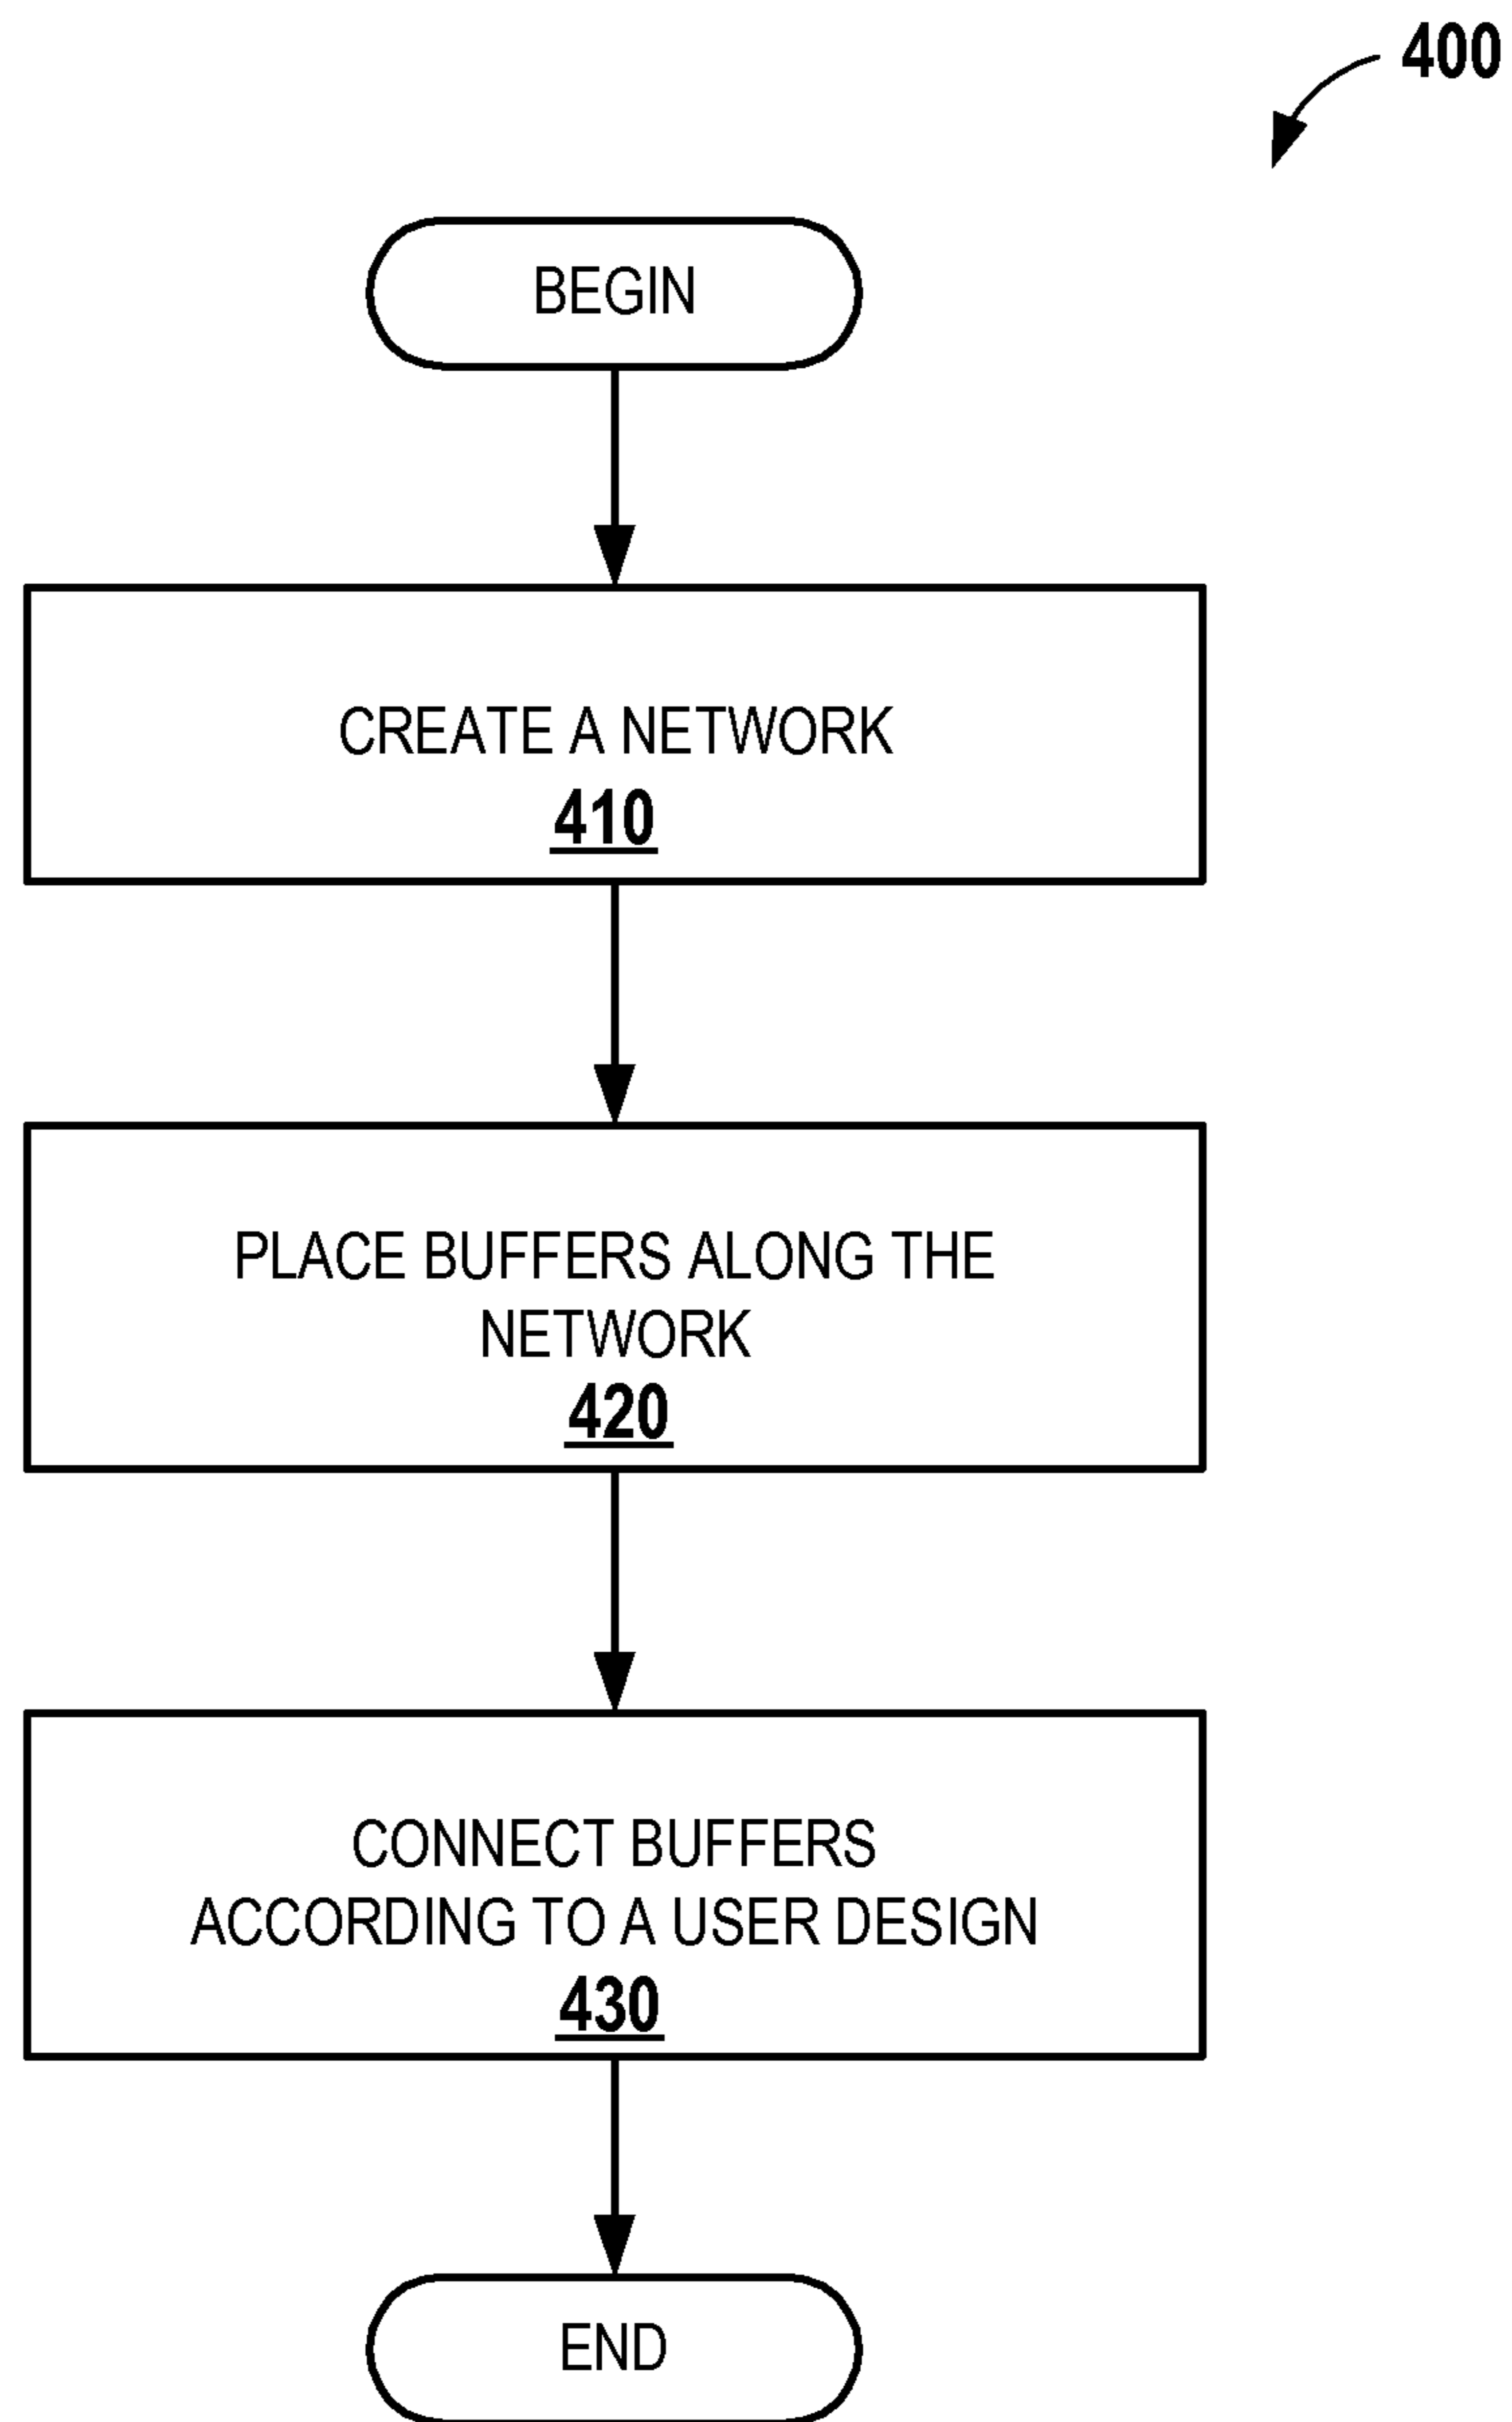 400
BEGIN
CREATE A NETWORK
410
PLACE BUFFERS ALONG THE
NETWORK
420
CONNECT BUFFERS
ACCORDING TO A USER DESIGN
430
END